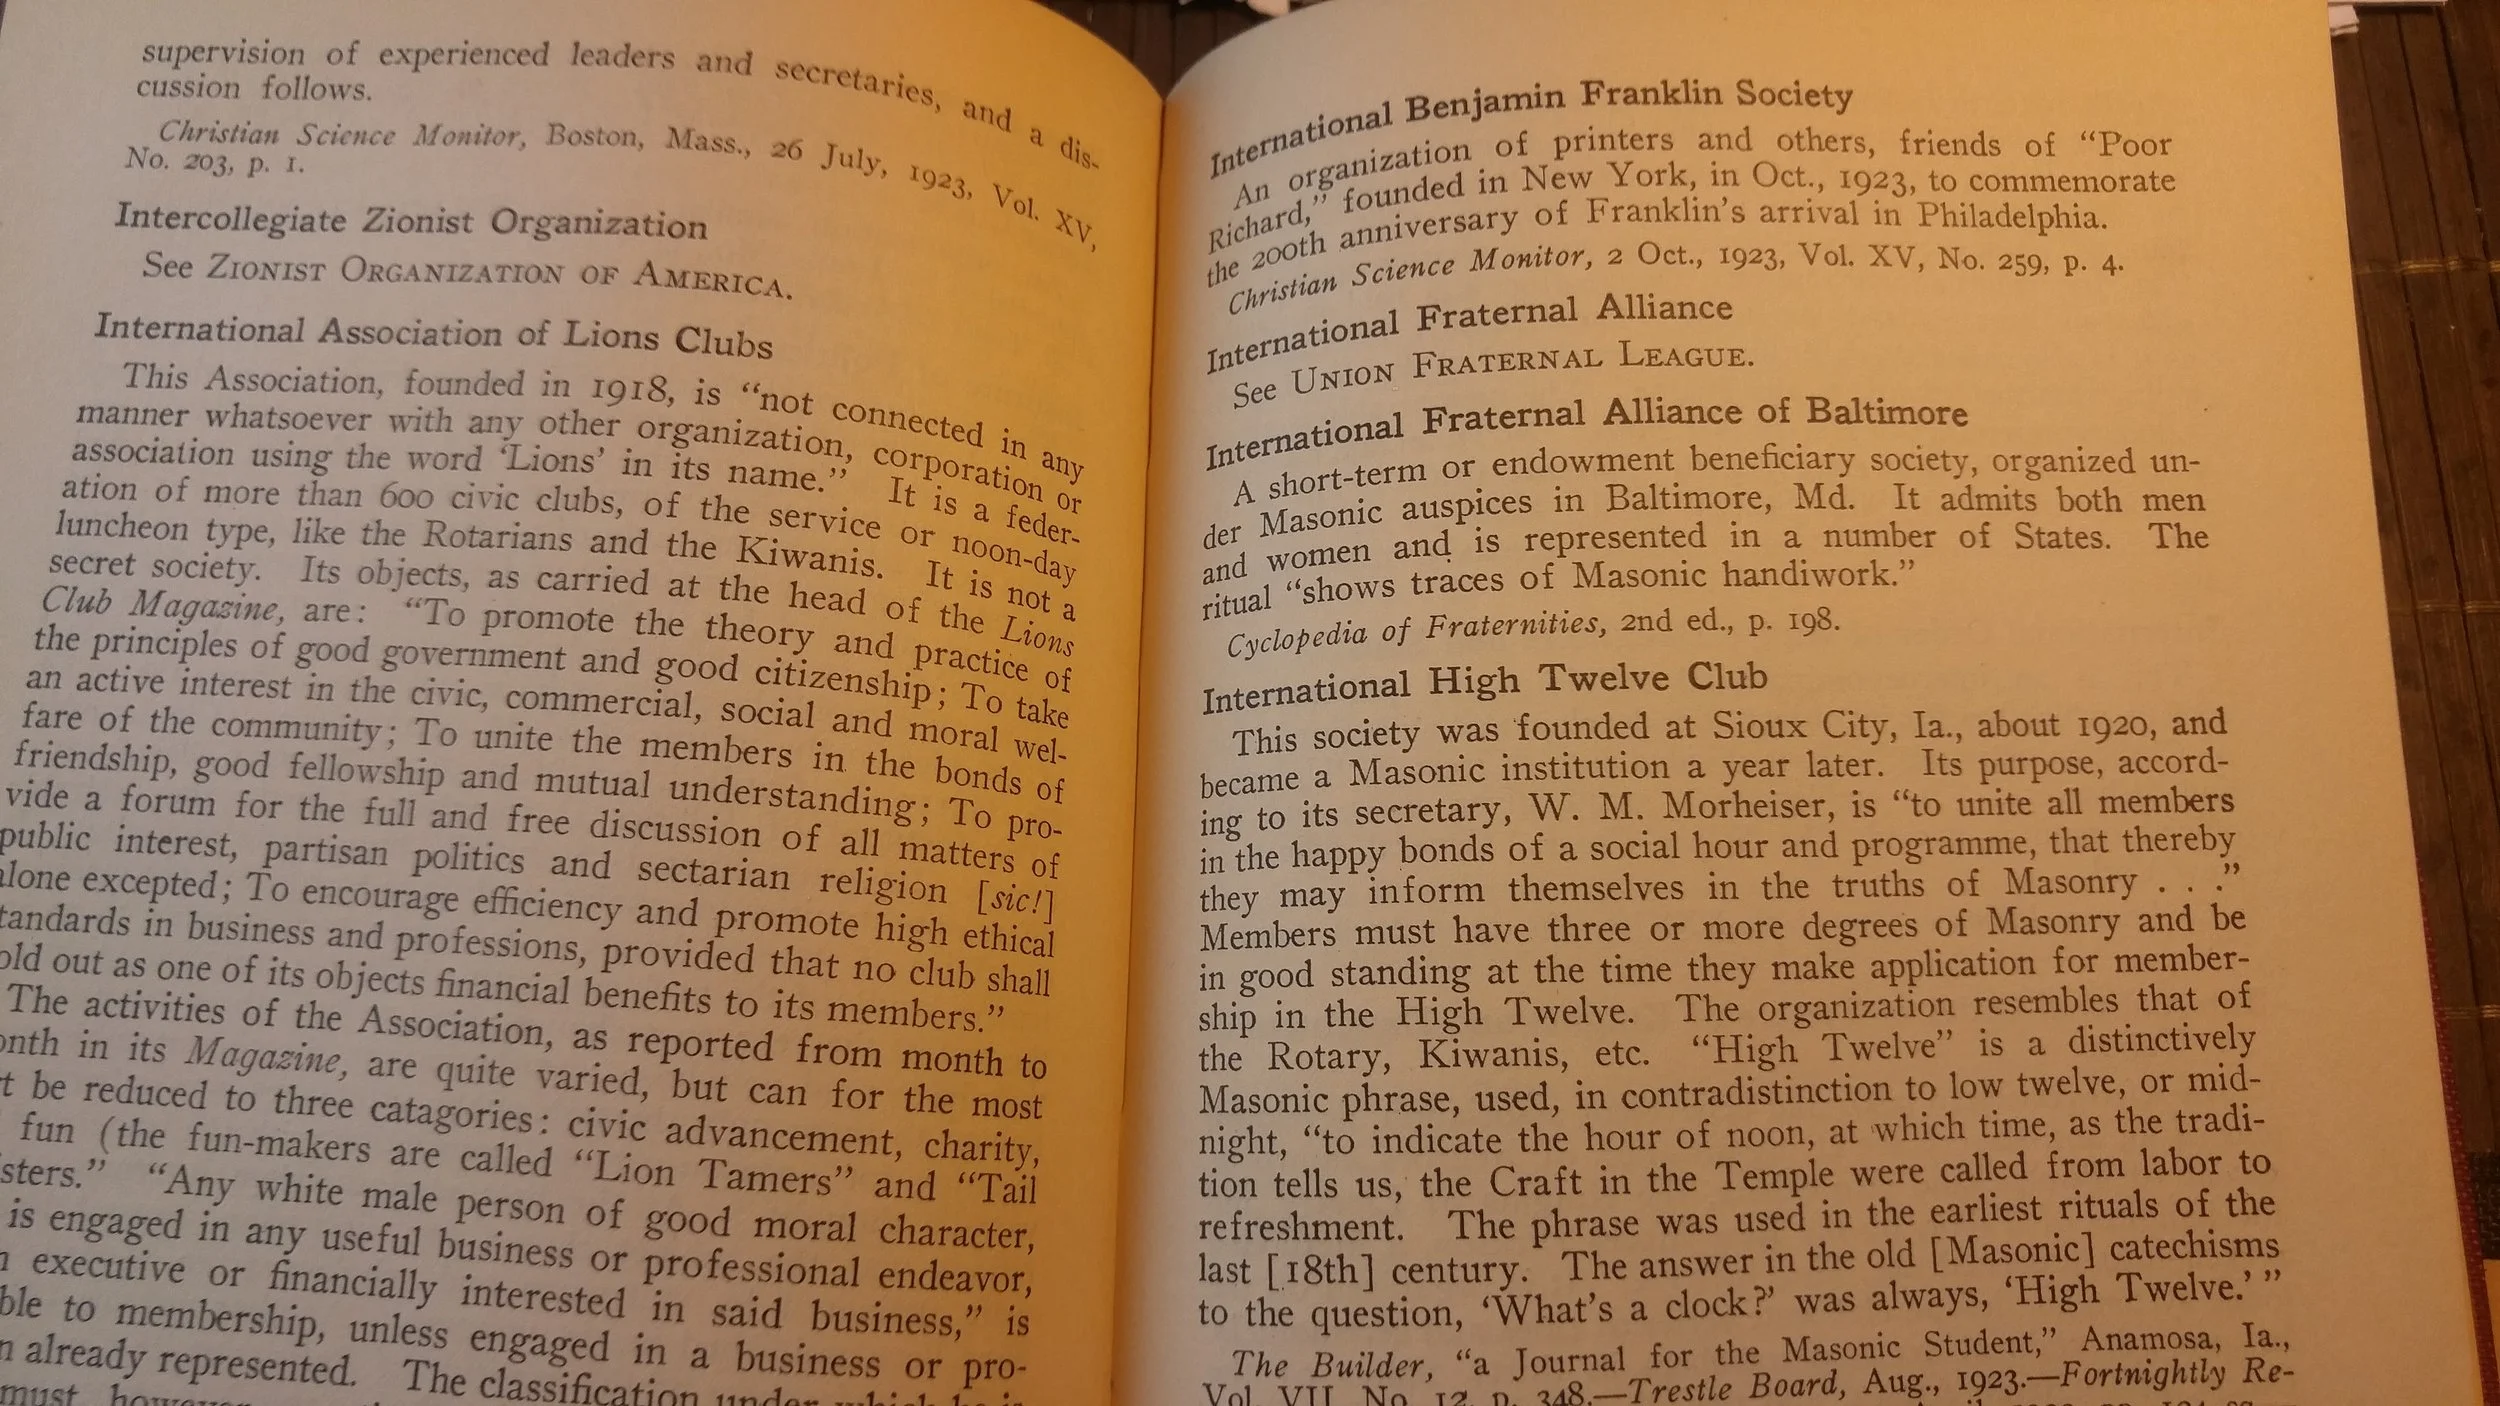 supervision of experienced leaders and secretaries, and a dis-
cussion follows.
Christian Science Monitor, Boston, Mass., 26 July, 1923, Vol. XV,
No. 203, p. 1.
Intercollegiate Zionist Organization
See ZIONIST ORGANIZATION OF AMERICA.
International Association of Lions Clubs
This Association, founded in 1918, is “not connected in any
manner whatsoever with any other organization, corporation or
association using the word ‘Lions’ in its name.” It is a feder-
ation of more than 600 civic clubs, of the service or noon-day
luncheon type, like the Rotarians and the Kiwanis. It is not a
secret society. Its objects, as carried at the head of the Lions
Club Magazine, are: “To promote the theory and practice of
the principles of good government and good citizenship; To take
an active interest in the civic, commercial, social and moral wel-
fare of the community; To unite the members in the bonds of
friendship, good fellowship and mutual understanding; To pro-
vide a forum for the full and free discussion of all matters of
public interest, partisan politics and sectarian religion [sic!]
alone excepted; To encourage efficiency and promote high ethical
tandards in business and professions, provided that no club shall
old out as one of its objects financial benefits to its members.”
The activities of the Association, as reported from month to
onth in its Magazine, are quite varied, but can for the most
t be reduced to three catagories: civic advancement, charity,
fun (the fun-makers are called “Lion Tamers” and “Tail
sters.” “Any white male person of good moral character,
is engaged in any useful business or professional endeavor,
executive or financially interested in said business,” is
ble to membership, unless engaged in a business or pro-
n already represented. The classification under which he is
must, however
International Benjamin Franklin Society
An organization of printers and others, friends of “Poor
Richard,” founded in New York, in Oct., 1923, to commemorate
the 200th anniversary of Franklin’s arrival in Philadelphia.
Christian Science Monitor, 2 Oct., 1923, Vol. XV, No. 259, p. 4.
International Fraternal Alliance
See UNION FRATERNAL LEAGUE.
International Fraternal Alliance of Baltimore
A short-term or endowment beneficiary society, organized un-
der Masonic auspices in Baltimore, Md. It admits both men
and women and is represented in a number of States. The
ritual “shows traces of Masonic handiwork.”
Cyclopedia of Fraternities, 2nd ed., p. 198.
International High Twelve Club
This society was founded at Sioux City, Ia., about 1920, and
became a Masonic institution a year later. Its purpose, accord-
ing to its secretary, W. M. Morheiser, is “to unite all members
in the happy bonds of a social hour and programme, that thereby
they may inform themselves in the truths of Masonry . . .”
Members must have three or more degrees of Masonry and be
in good standing at the time they make application for member-
ship in the High Twelve. The organization resembles that of
the Rotary, Kiwanis, etc. “High Twelve” is a distinctively
Masonic phrase, used, in contradistinction to low twelve, or mid-
night, “to indicate the hour of noon, at which time, as the tradi-
tion tells us, the Craft in the Temple were called from labor to
refreshment. The phrase was used in the earliest rituals of the
last [18th] century. The answer in the old [Masonic] catechisms
to the question, ‘What’s a clock?’ was always, ‘High Twelve.’ ”
The Builder, “a Journal for the Masonic Student,” Anamosa, Ia.,
Vol. VII, No. 12, p. 348.—Trestle Board, Aug., 1923.—Fortnightly Re-